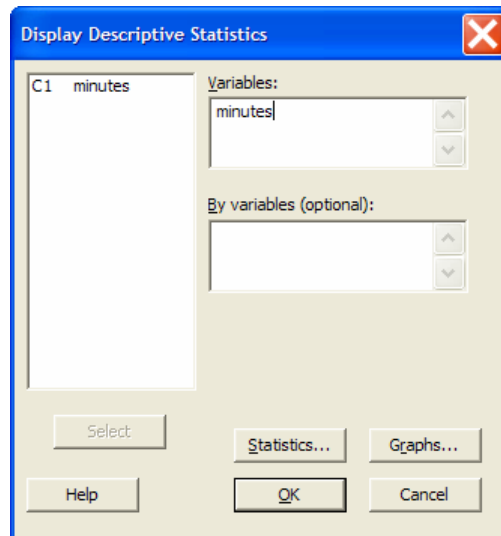 Display Descriptive Statistics
C1 minutes
Variables:
minutes
By variables (optional):
Select
Statistics...
Graphs...
Help
OK
Cancel